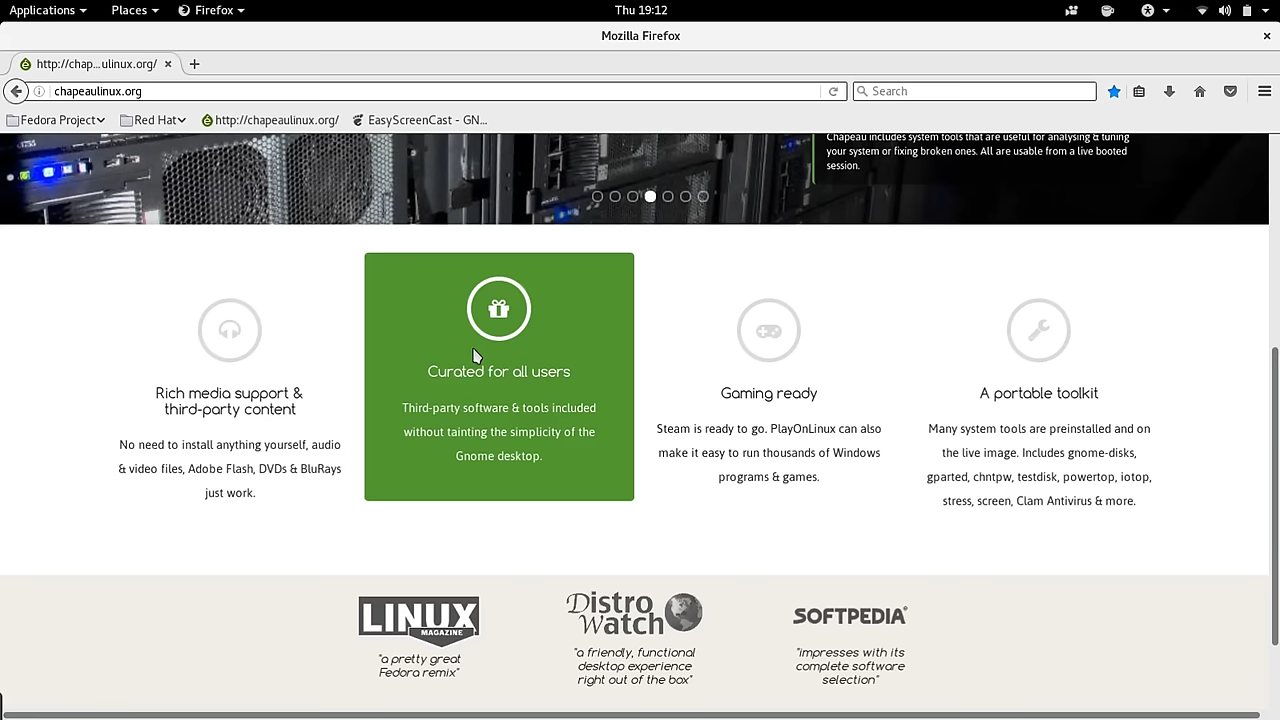 Applications Places Firefox Thu 19:12
Mozilla Firefox
http://chap...ulinux.org/
chapeaulinux.org Search
Fedora Project Red Hat http://chapeaulinux.org/ EasyScreenCast - GN...
Chapeau includes system tools that are useful for analysing & tuning
your system or fixing broken ones. All are usable from a live booted
session.
Rich media support &
third-party content
No need to install anything yourself, audio
& video files, Adobe Flash, DVDs & BluRays
just work.
Curated for all users
Third-party software & tools included
without tainting the simplicity of the
Gnome desktop.
Gaming ready
Steam is ready to go. PlayOnLinux can also
make it easy to run thousands of Windows
programs & games.
A portable toolkit
Many system tools are preinstalled and on
the live image. Includes gnome-disks,
gparted, chntpw, testdisk, powertop, iotop,
stress, screen, Clam Antivirus & more.
LINUX
MAGAZINE
"a pretty great
Fedora remix"
Distro
Watch
"a friendly, functional
desktop experience
right out of the box"
SOFTPEDIA®
"impresses with its
complete software
selection"